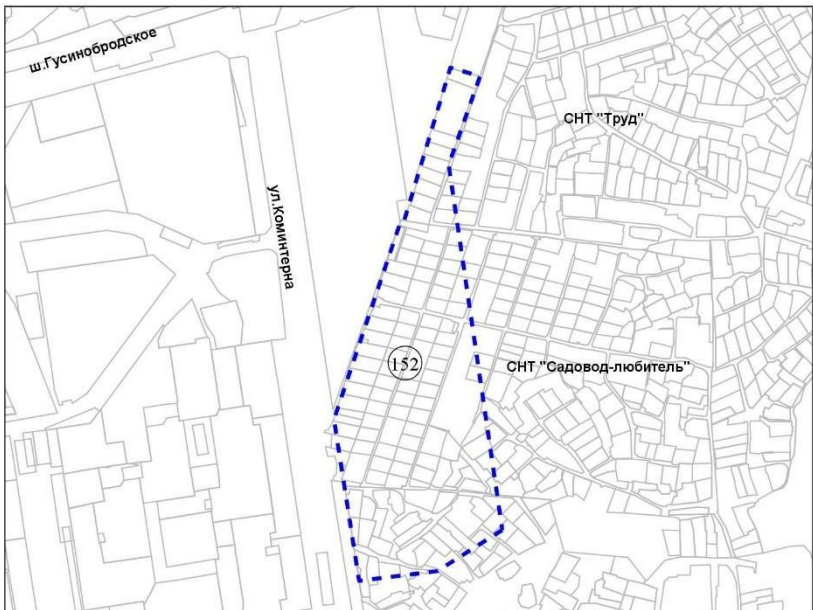 ш.Гусинобродское
СНТ "Труд"
ул.Коминтерна
152
СНТ "Садовод-любитель"